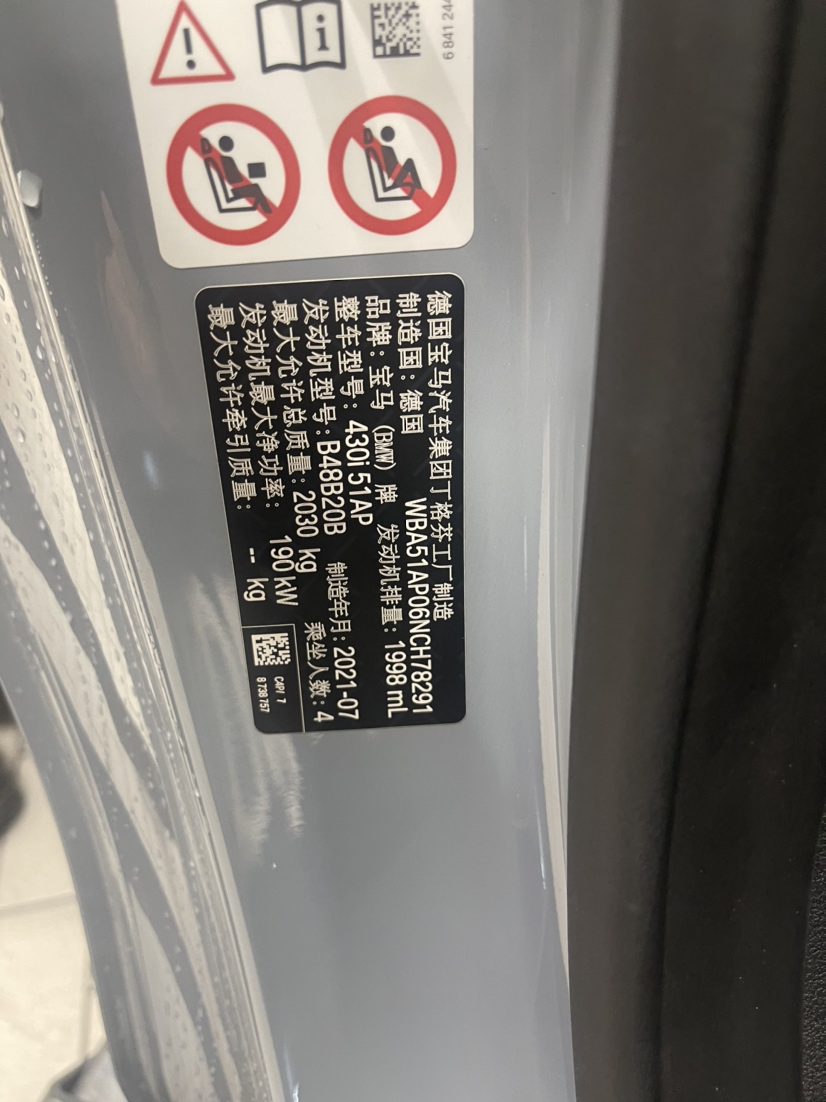 6 841 244
德国宝马汽车集团丁格芬工厂制造
制造国：德国 WBA51AP06NCH78291
品牌：宝马 (BMW) 牌 发动机排量：1998 mL
整车型号：430i 51AP
发动机型号：B48B20B 制造年月：2021-07
最大允许总质量：2030 kg 乘坐人数：4
发动机最大净功率：190 kW
最大允许牵引质量：-- kg
C4P/ 7
8 738 757